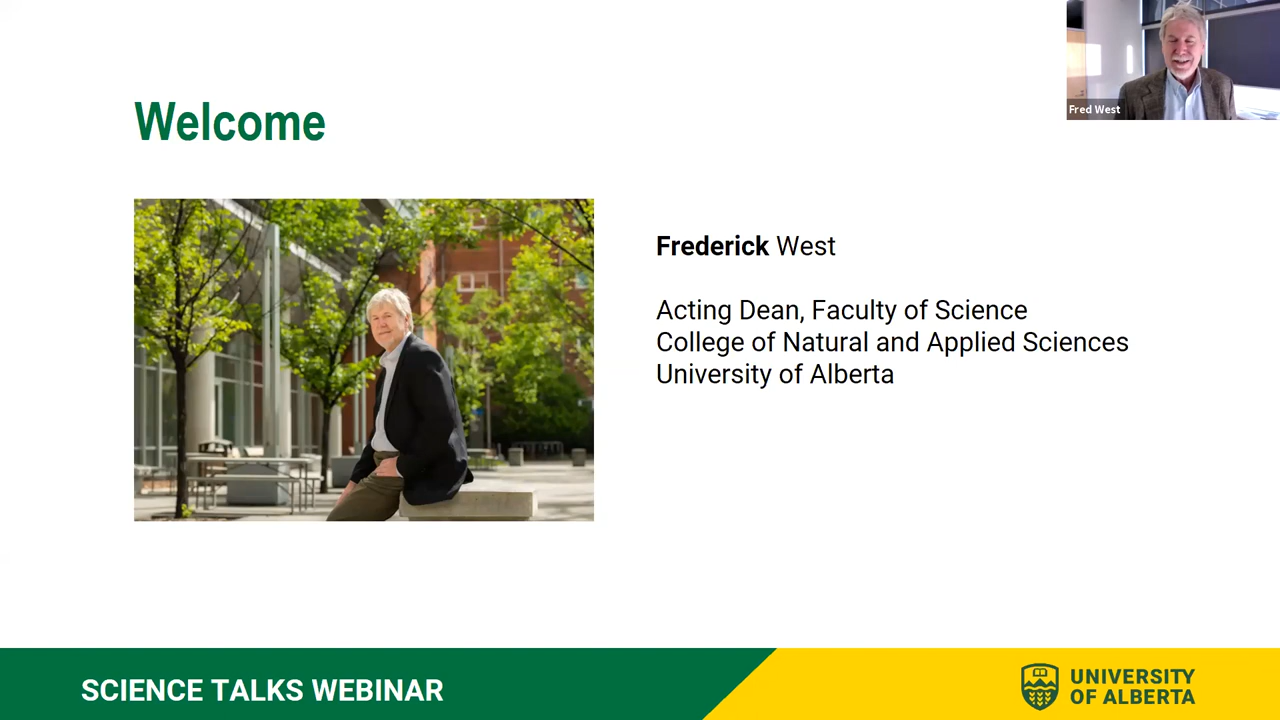 Welcome
Fred West
Frederick West
Acting Dean, Faculty of Science
College of Natural and Applied Sciences
University of Alberta
SCIENCE TALKS WEBINAR
UNIVERSITY
OF ALBERTA